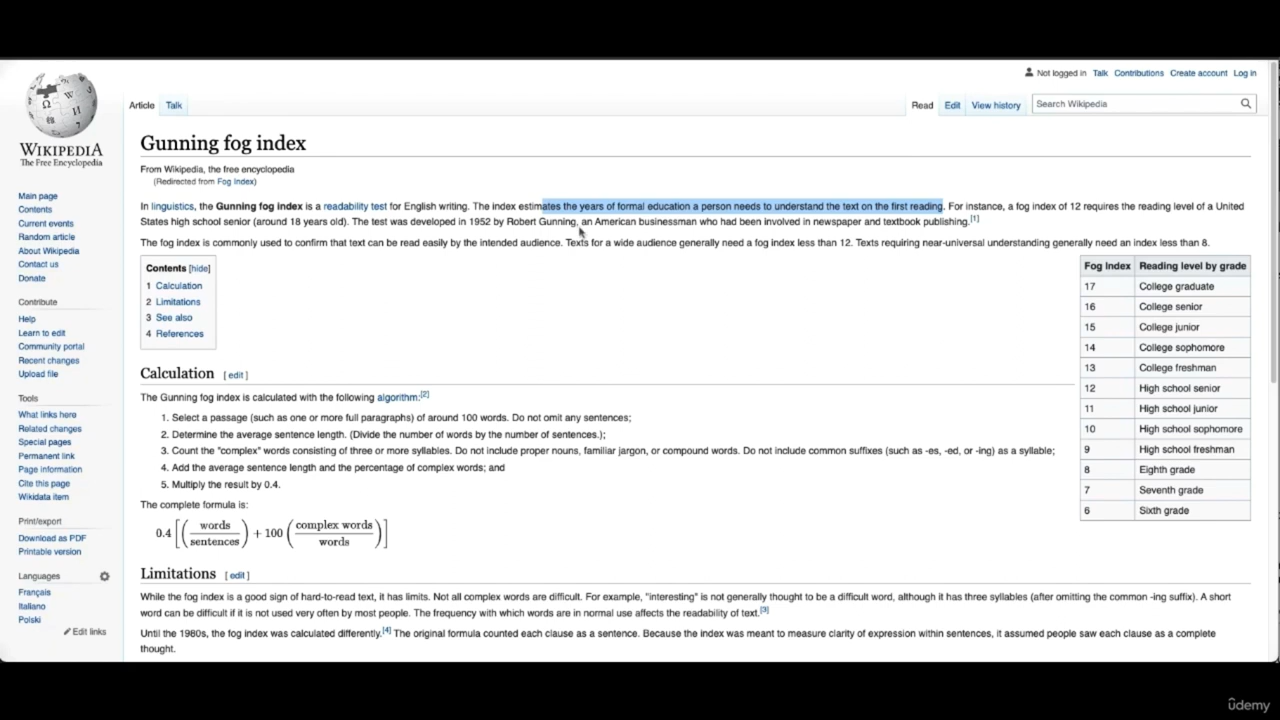 Not logged in Talk Contributions Create account Log in
Article Talk Read Edit View history Search Wikipedia
WIKIPEDIA
The Free Encyclopedia
Main page
Contents
Current events
Random article
About Wikipedia
Contact us
Donate
Contribute
Help
Learn to edit
Community portal
Recent changes
Upload file
Tools
What links here
Related changes
Special pages
Permanent link
Page information
Cite this page
Wikidata item
Print/export
Download as PDF
Printable version
Languages
Français
Italiano
Polski
Edit links
Gunning fog index
From Wikipedia, the free encyclopedia
(Redirected from Fog Index)
In linguistics, the Gunning fog index is a readability test for English writing. The index estimates the years of formal education a person needs to understand the text on the first reading. For instance, a fog index of 12 requires the reading level of a United
States high school senior (around 18 years old). The test was developed in 1952 by Robert Gunning, an American businessman who had been involved in newspaper and textbook publishing.[1]
The fog index is commonly used to confirm that text can be read easily by the intended audience. Texts for a wide audience generally need a fog index less than 12. Texts requiring near-universal understanding generally need an index less than 8.
Contents [hide]
1 Calculation
2 Limitations
3 See also
4 References
Fog Index Reading level by grade
17 College graduate
16 College senior
15 College junior
14 College sophomore
13 College freshman
12 High school senior
11 High school junior
10 High school sophomore
9 High school freshman
8 Eighth grade
7 Seventh grade
6 Sixth grade
Calculation [ edit ]
The Gunning fog index is calculated with the following algorithm:[2]
1. Select a passage (such as one or more full paragraphs) of around 100 words. Do not omit any sentences;
2. Determine the average sentence length. (Divide the number of words by the number of sentences.);
3. Count the "complex" words consisting of three or more syllables. Do not include proper nouns, familiar jargon, or compound words. Do not include common suffixes (such as -es, -ed, or -ing) as a syllable;
4. Add the average sentence length and the percentage of complex words; and
5. Multiply the result by 0.4.
The complete formula is:
0.4 [ ( words / sentences ) + 100 ( complex words / words ) ]
Limitations [ edit ]
While the fog index is a good sign of hard-to-read text, it has limits. Not all complex words are difficult. For example, "interesting" is not generally thought to be a difficult word, although it has three syllables (after omitting the common -ing suffix). A short
word can be difficult if it is not used very often by most people. The frequency with which words are in normal use affects the readability of text.[3]
Until the 1980s, the fog index was calculated differently.[4] The original formula counted each clause as a sentence. Because the index was meant to measure clarity of expression within sentences, it assumed people saw each clause as a complete
thought.
ûdemy